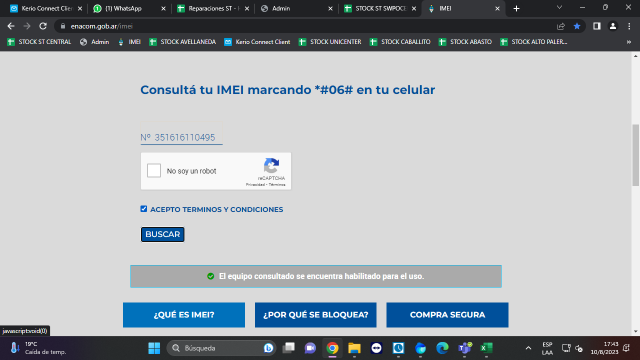 Kerio Connect Client
(1) WhatsApp
Reparaciones ST -
Admin
STOCK ST SWPOC
IMEI
enacom.gob.ar/imei
STOCK ST CENTRAL
Admin
IMEI
STOCK AVELLANEDA
Kerio Connect Client
STOCK UNICENTER
STOCK CABALLITO
STOCK ABASTO
STOCK ALTO PALER...
Consultá tu IMEI marcando *#06# en tu celular
Nº 351616110495
No soy un robot
reCAPTCHA
Privacidad - Términos
ACEPTO TERMINOS Y CONDICIONES
BUSCAR
El equipo consultado se encuentra habilitado para el uso.
¿QUÉ ES IMEI?
¿POR QUÉ SE BLOQUEA?
COMPRA SEGURA
javascript:void(0)
19°C
Caída de temp.
Búsqueda
ESP
LAA
17:43
10/8/2023